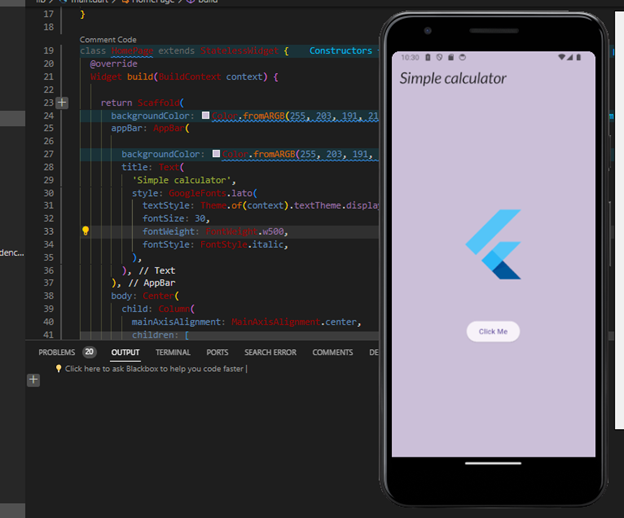 lib > main.dart > HomePage > build
17 }
18
Comment Code
19 class HomePage extends StatelessWidget { Constructors
20 @override
21 Widget build(BuildContext context) {
22
23 return Scaffold(
24 backgroundColor: Color.fromARGB(255, 203, 191, 21
25 appBar: AppBar(
26
27 backgroundColor: Color.fromARGB(255, 203, 191,
28 title: Text(
29 'Simple calculator',
30 style: GoogleFonts.lato(
31 textStyle: Theme.of(context).textTheme.displa
32 fontSize: 30,
33 fontWeight: FontWeight.w500,
34 fontStyle: FontStyle.italic,
35 ),
36 ), // Text
37 ), // AppBar
38 body: Center(
39 child: Column(
40 mainAxisAlignment: MainAxisAlignment.center,
41 children: [
denc...
PROBLEMS 20 OUTPUT TERMINAL PORTS SEARCH ERROR COMMENTS DE
Click here to ask Blackbox to help you code faster |
10:30
Simple calculator
Click Me